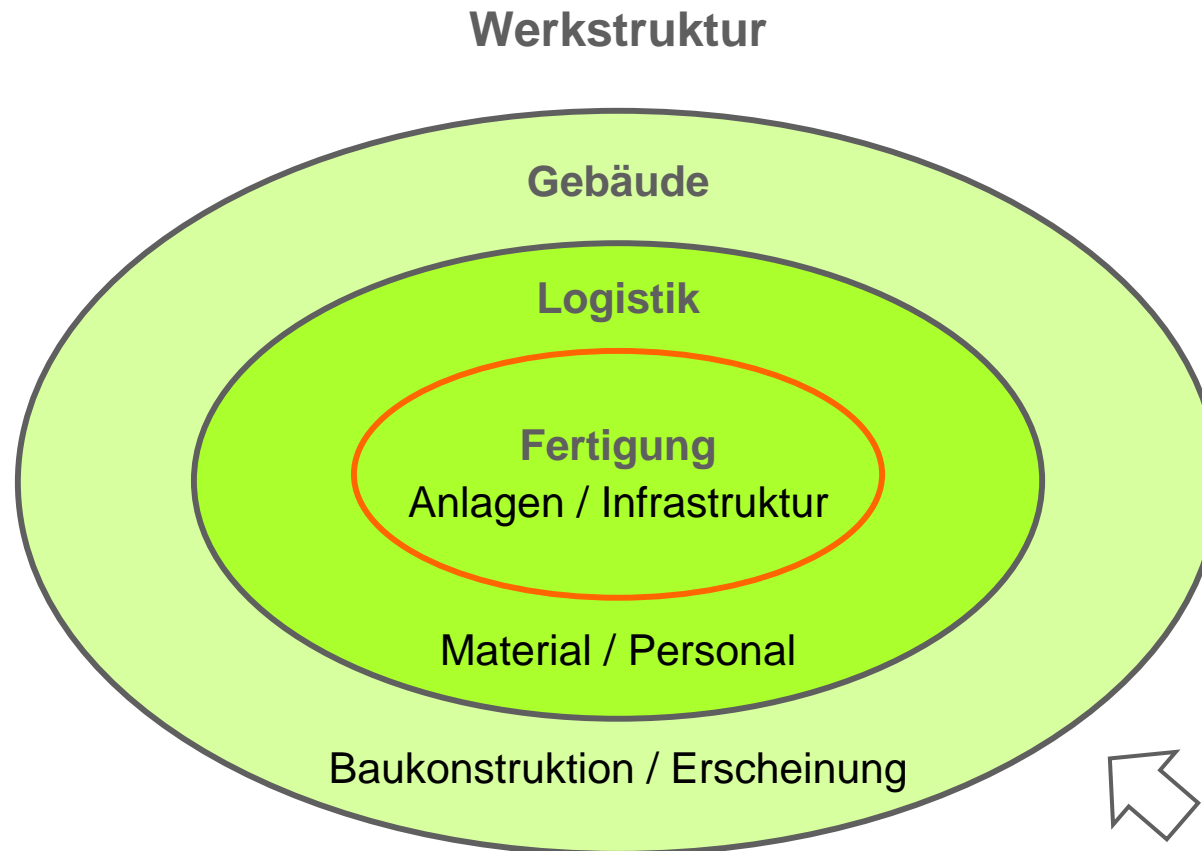 Werkstruktur
Gebäude
Logistik
Fertigung
Anlagen / Infrastruktur
Material / Personal
Baukonstruktion / Erscheinung